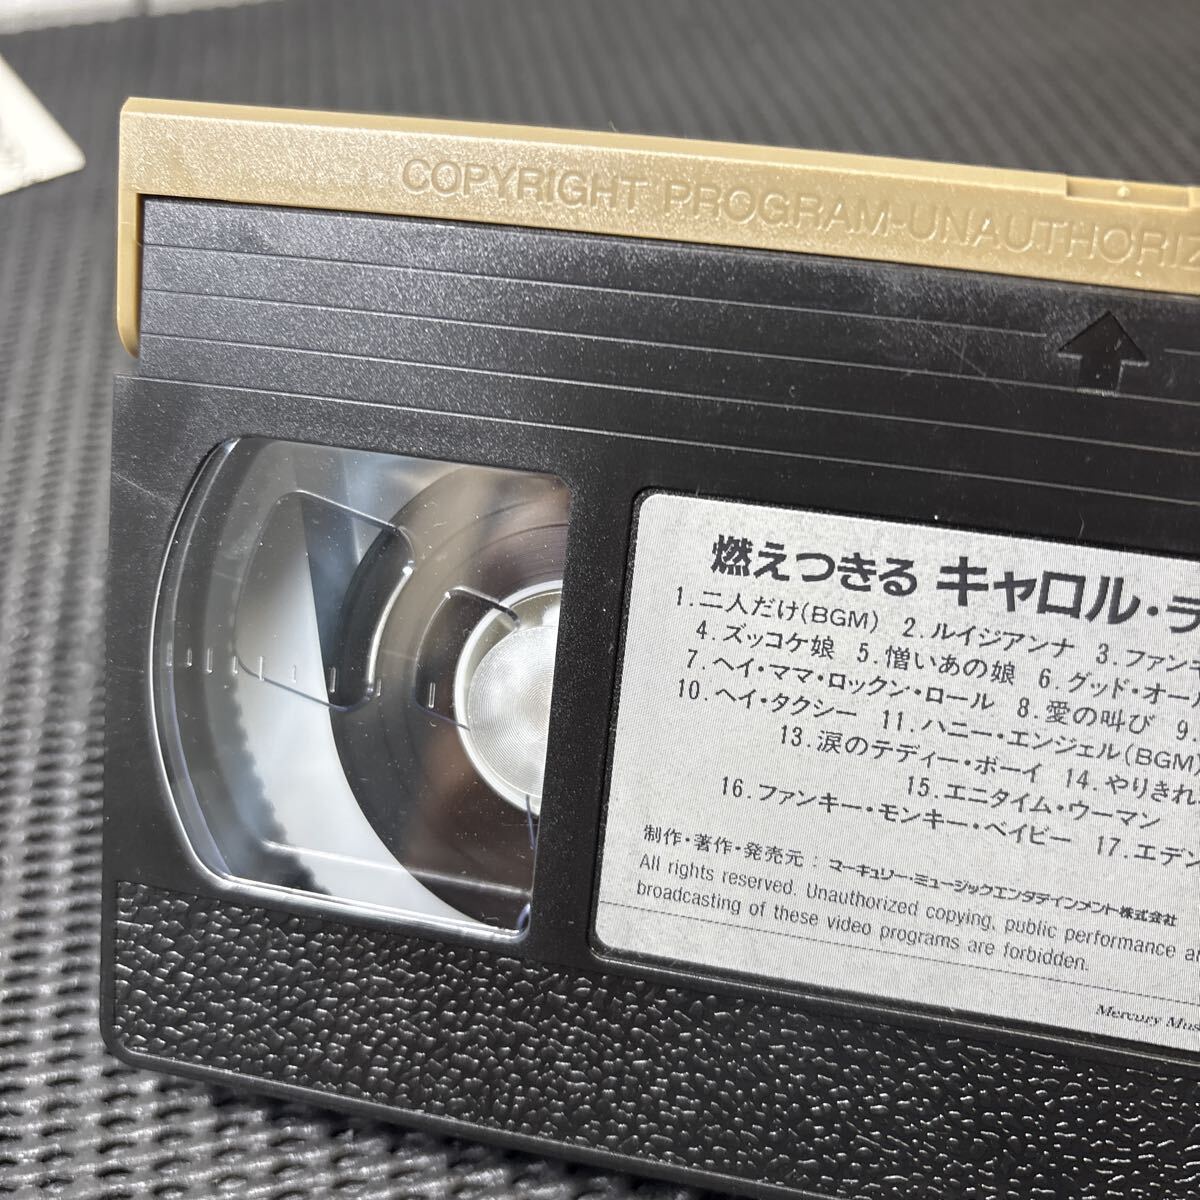 COPYRIGHT PROGRAM-UNAUTHORIZ
燃えつきる キャロル・ラ
1.二人だけ(BGM) 2.ルイジアンナ 3.ファンキ
4.ズッコケ娘 5.憎いあの娘 6.グッド・オー
7.ヘイ・ママ・ロックン・ロール 8.愛の叫び 9.
10.ヘイ・タクシー 11.ハニー・エンジェル(BGM)
13.涙のテディー・ボーイ 14.やりきれ
15.エニタイム・ウーマン
16.ファンキー・モンキー・ベイビー 17.エデン
制作・著作・発売元：マーキュリー・ミュージックエンタテインメント株式会社
All rights reserved. Unauthorized copying, public performance a
broadcasting of these video programs are forbidden.
Mercury Mus